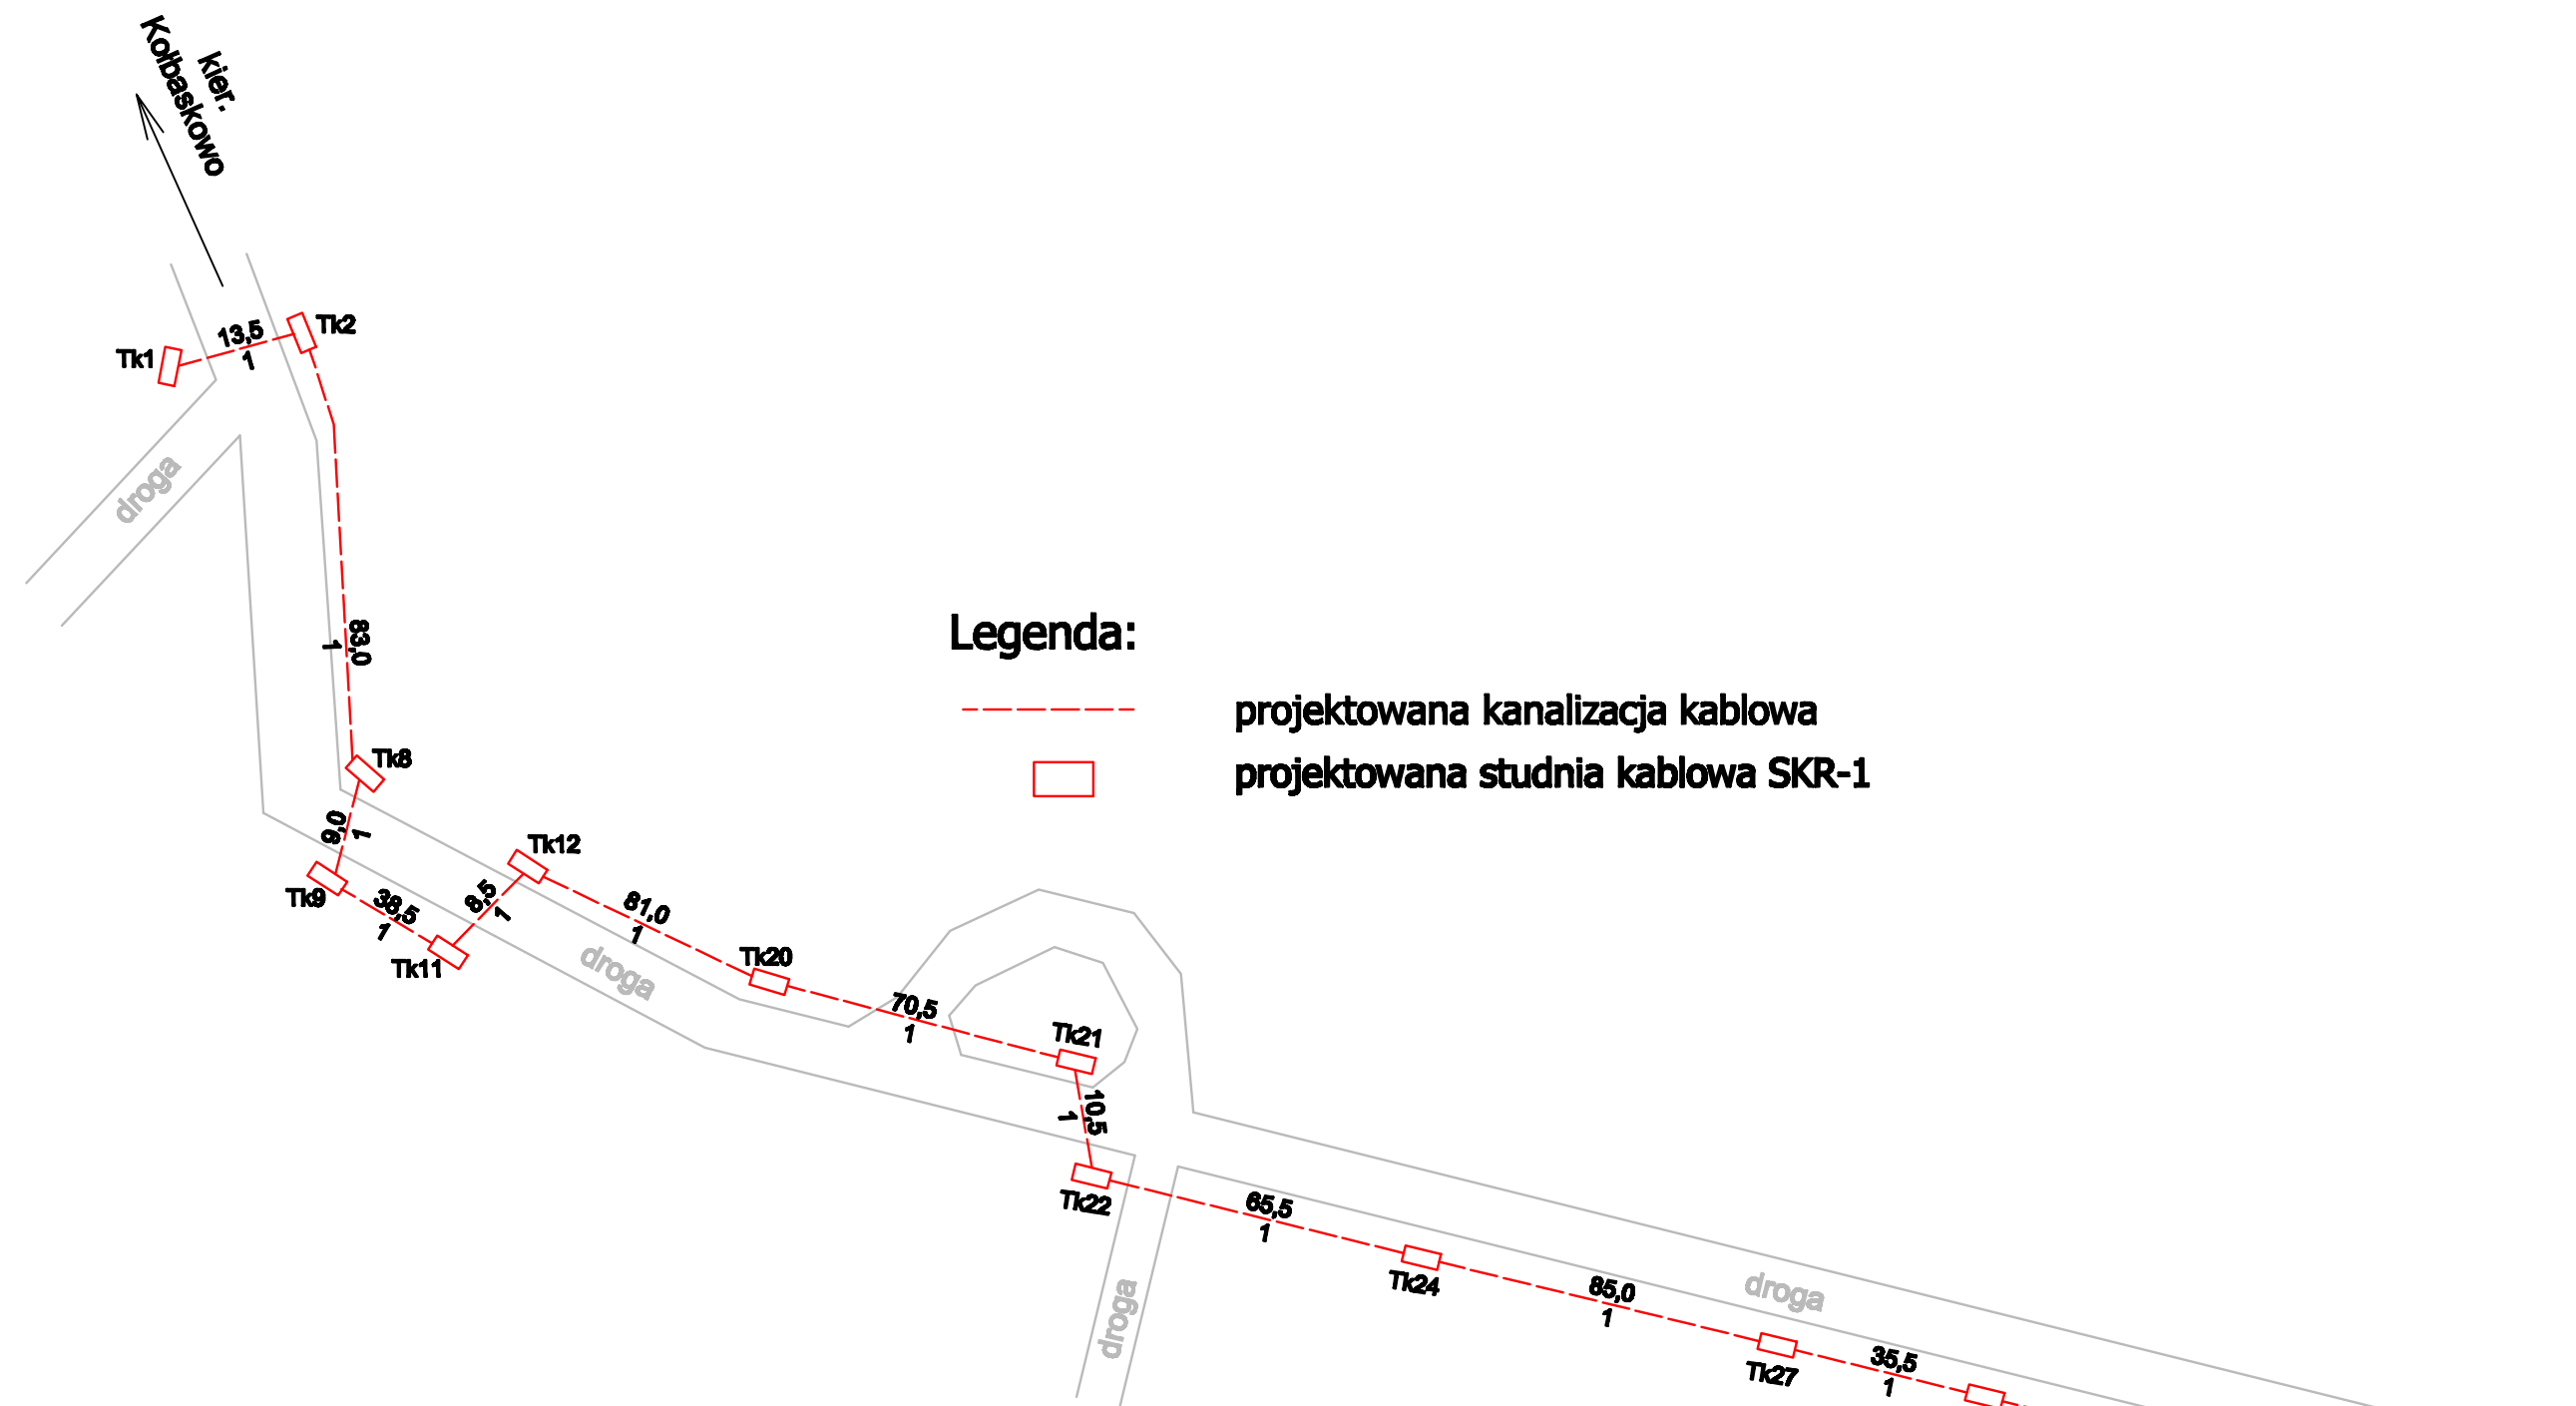 kier.
Kołbaskowo
Tk1
13,5
1
Tk2
droga
83,0
1
Legenda:
projektowana kanalizacja kablowa
projektowana studnia kablowa SKR-1
Tk8
9,0
1
Tk9
38,5
1
Tk11
8,5
1
Tk12
81,0
1
droga
Tk20
70,5
1
Tk21
10,5
1
Tk22
65,5
1
droga
Tk24
85,0
1
droga
Tk27
35,5
1